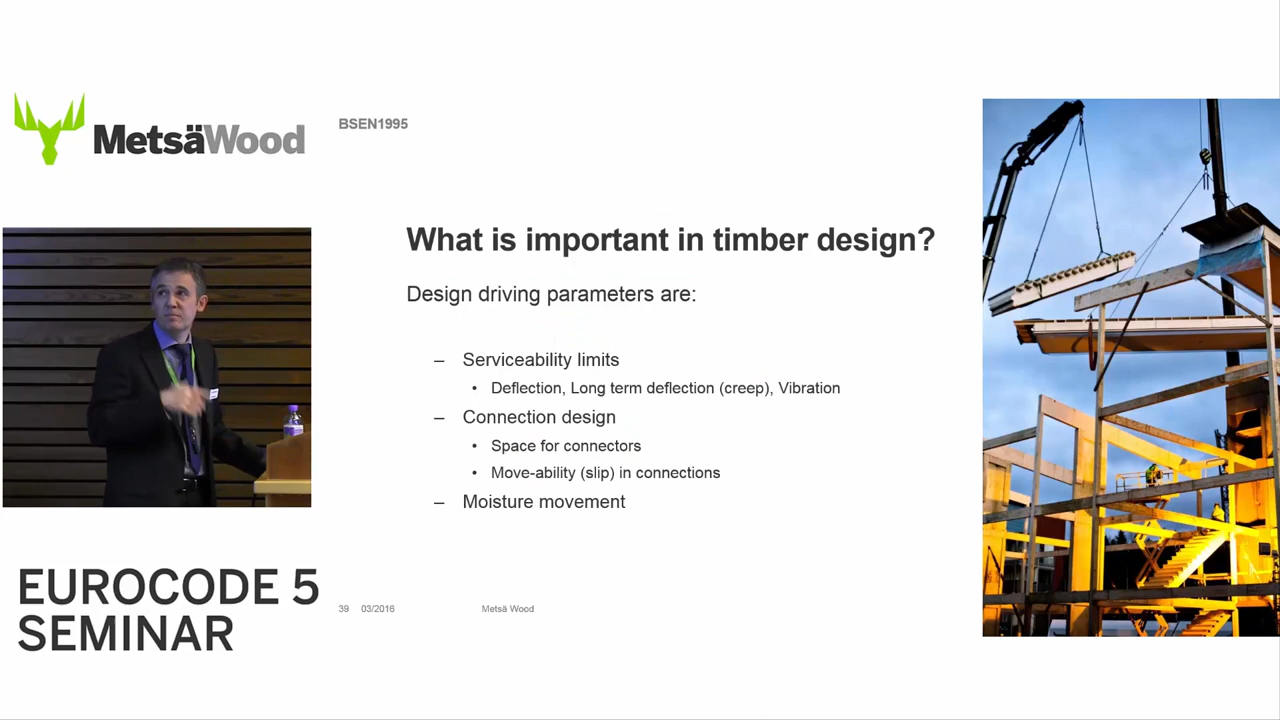 MetsäWood
BSEN1995
What is important in timber design?
Design driving parameters are:
– Serviceability limits
• Deflection, Long term deflection (creep), Vibration
– Connection design
• Space for connectors
• Move-ability (slip) in connections
– Moisture movement
EUROCODE 5
SEMINAR
39 03/2016 Metsä Wood